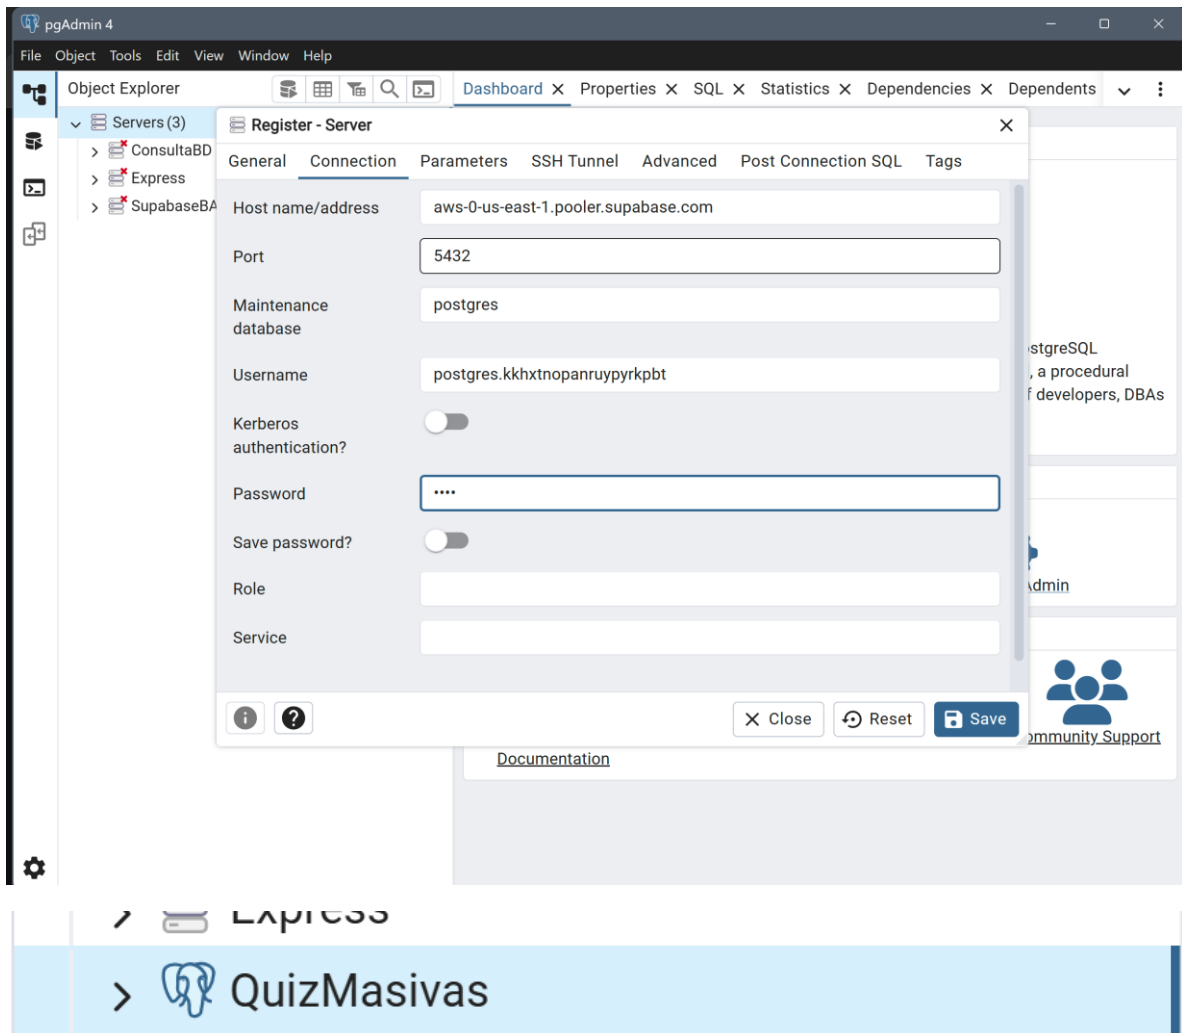 pgAdmin 4
File Object Tools Edit View Window Help
Object Explorer
Dashboard Properties SQL Statistics Dependencies Dependents
Servers (3)
ConsultaBD
Express
SupabaseBA
Register - Server
General Connection Parameters SSH Tunnel Advanced Post Connection SQL Tags
Host name/address aws-0-us-east-1.pooler.supabase.com
Port 5432
Maintenance database postgres
Username postgres.kkhxtnopanruypyrkpbt
Kerberos authentication?
Password ····
Save password?
Role
Service
Close Reset Save
stgreSQL
, a procedural
f developers, DBAs
Admin
ommunity Support
Documentation
Express
QuizMasivas